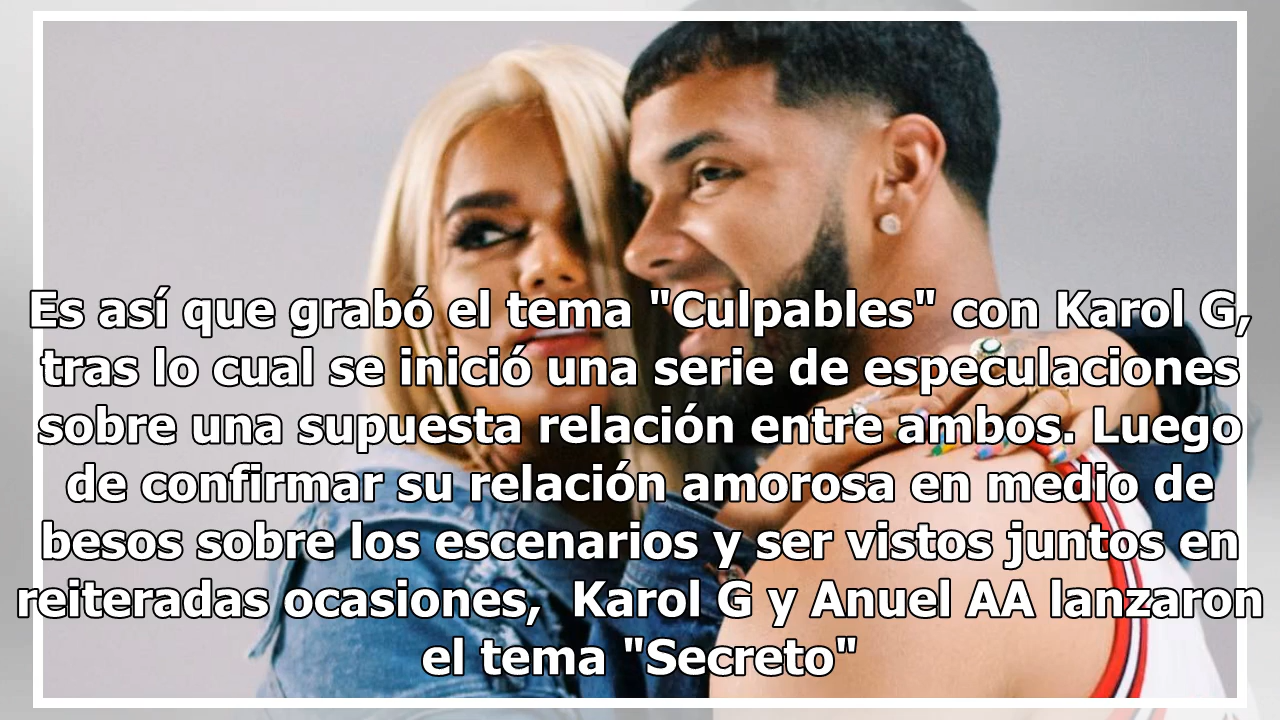 Es así que grabó el tema "Culpables" con Karol G,
tras lo cual se inició una serie de especulaciones
sobre una supuesta relación entre ambos. Luego
de confirmar su relación amorosa en medio de
besos sobre los escenarios y ser vistos juntos en
reiteradas ocasiones,  Karol G y Anuel AA lanzaron
el tema "Secreto"